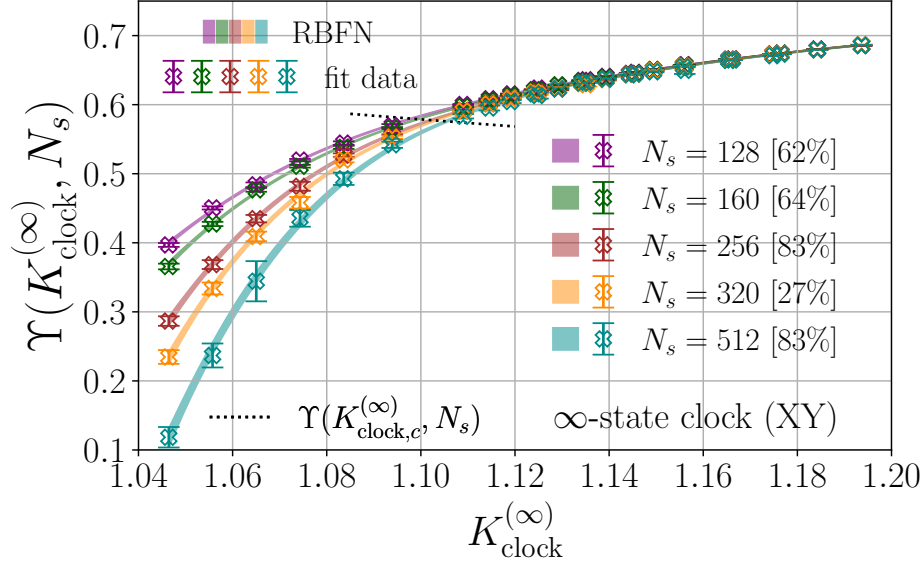 0.7
0.6
0.5
0.4
0.3
0.2
0.1
Υ(K_clock^(∞), N_s)
RBFN
fit data
N_s = 128 [62%]
N_s = 160 [64%]
N_s = 256 [83%]
N_s = 320 [27%]
N_s = 512 [83%]
Υ(K_clock,c^(∞), N_s)
∞-state clock (XY)
1.04 1.06 1.08 1.10 1.12 1.14 1.16 1.18 1.20
K_clock^(∞)